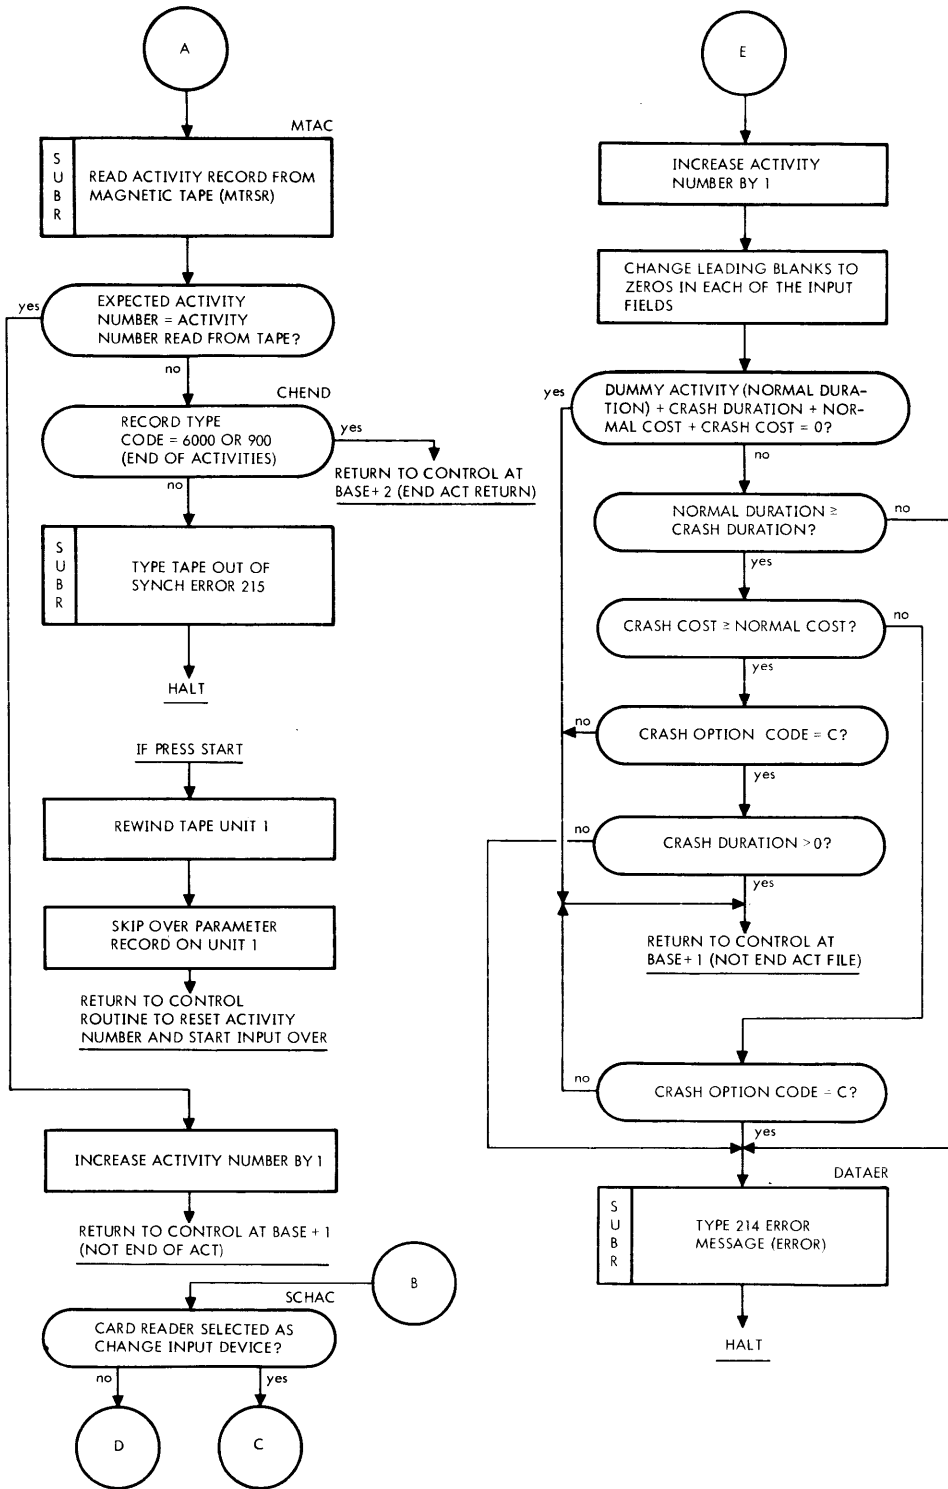 A
MTAC
SUBR
READ ACTIVITY RECORD FROM
MAGNETIC TAPE (MTRSR)
yes
EXPECTED ACTIVITY
NUMBER = ACTIVITY
NUMBER READ FROM TAPE?
no
CHEND
RECORD TYPE
CODE = 6000 OR 900
(END OF ACTIVITIES)
yes
RETURN TO CONTROL AT
BASE+ 2 (END ACT RETURN)
no
SUBR
TYPE TAPE OUT OF
SYNCH ERROR 215
HALT
IF PRESS START
REWIND TAPE UNIT 1
SKIP OVER PARAMETER
RECORD ON UNIT 1
RETURN TO CONTROL
ROUTINE TO RESET ACTIVITY
NUMBER AND START INPUT OVER
INCREASE ACTIVITY NUMBER BY 1
RETURN TO CONTROL AT BASE + 1
(NOT END OF ACT)
B
SCHAC
CARD READER SELECTED AS
CHANGE INPUT DEVICE?
no
yes
D
C
E
INCREASE ACTIVITY
NUMBER BY 1
CHANGE LEADING BLANKS TO
ZEROS IN EACH OF THE INPUT
FIELDS
yes
DUMMY ACTIVITY (NORMAL DURA-
TION) + CRASH DURATION + NOR-
MAL COST + CRASH COST = 0?
no
NORMAL DURATION ≥
CRASH DURATION?
no
yes
CRASH COST ≥ NORMAL COST?
no
yes
no
CRASH OPTION CODE = C?
yes
no
CRASH DURATION >0?
yes
RETURN TO CONTROL AT
BASE+ 1 (NOT END ACT FILE)
no
CRASH OPTION CODE = C?
yes
DATAER
SUBR
TYPE 214 ERROR
MESSAGE (ERROR)
HALT